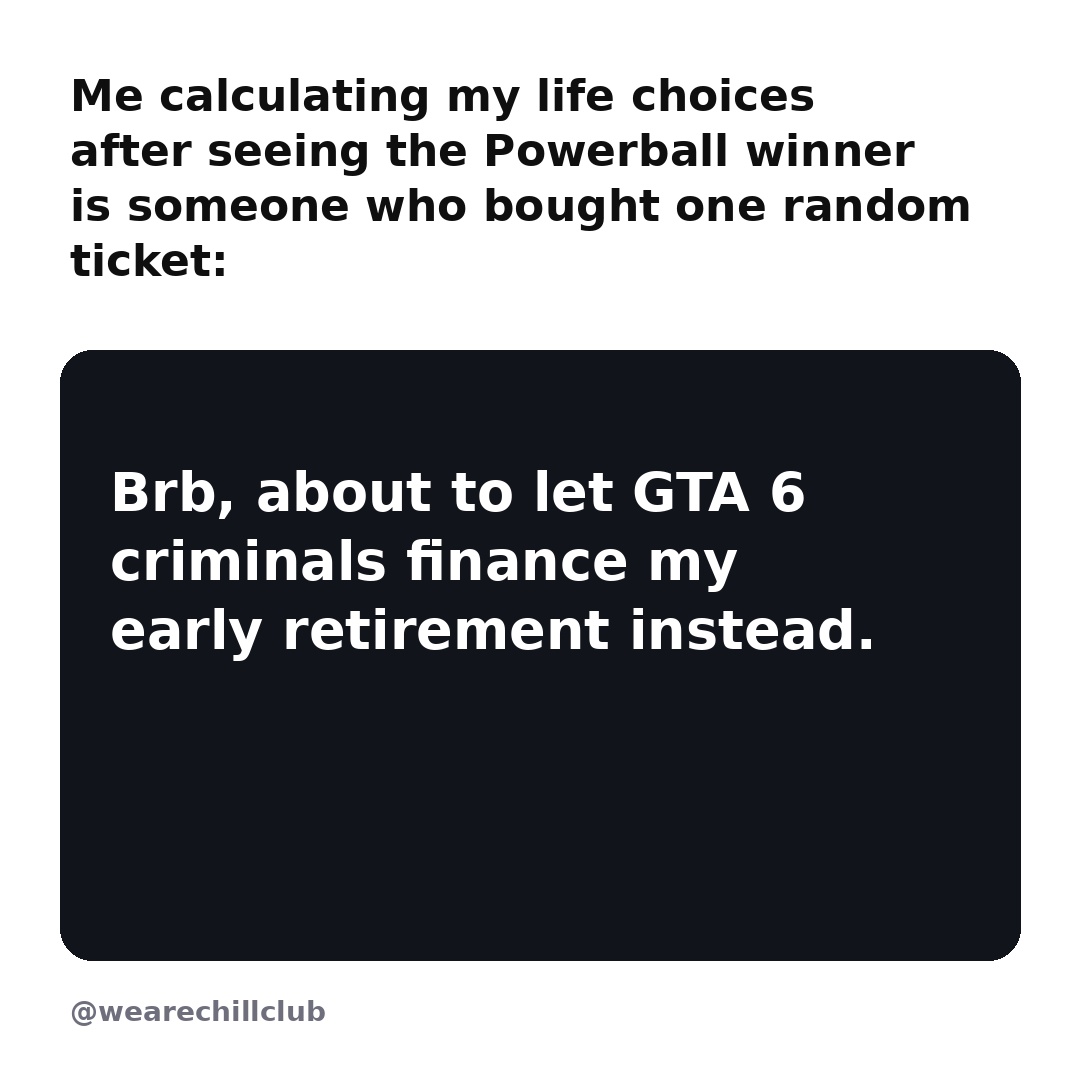 Me calculating my life choices
after seeing the Powerball winner
is someone who bought one random
ticket:
Brb, about to let GTA 6
criminals finance my
early retirement instead.
@wearechillclub